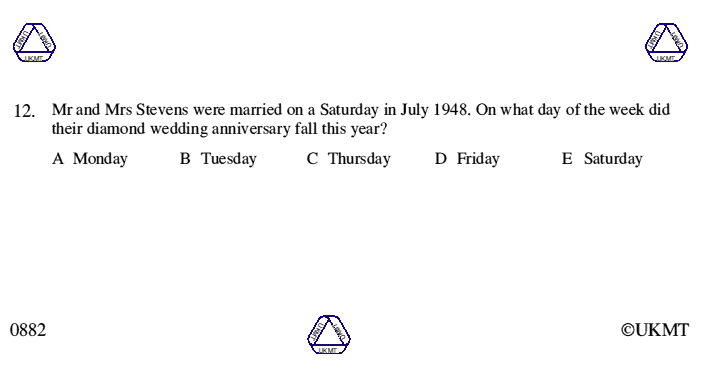 UKMT UKMT UKMT UKMT UKMT UKMT
12. Mr and Mrs Stevens were married on a Saturday in July 1948. On what day of the week did
their diamond wedding anniversary fall this year?
A Monday B Tuesday C Thursday D Friday E Saturday
0882 UKMT UKMT UKMT ©UKMT